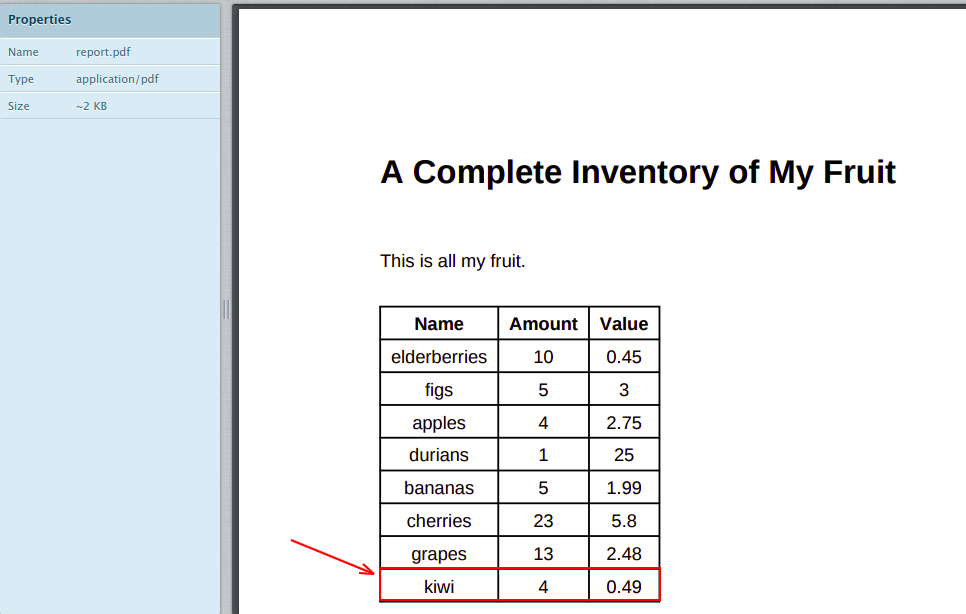 Properties
Name report.pdf
Type application/pdf
Size ~2 KB
A Complete Inventory of My Fruit
This is all my fruit.
Name Amount Value
elderberries 10 0.45
figs 5 3
apples 4 2.75
durians 1 25
bananas 5 1.99
cherries 23 5.8
grapes 13 2.48
kiwi 4 0.49